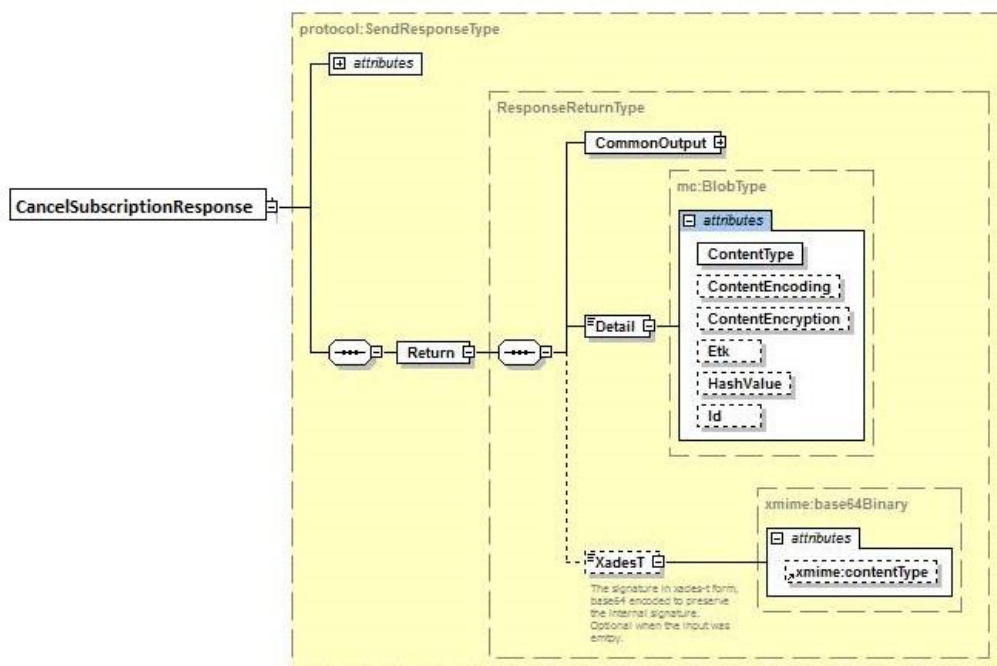 protocol:SendResponseType
attributes
ResponseReturnType
CommonOutput
mc:BlobType
attributes
CancelSubscriptionResponse
ContentType
ContentEncoding
ContentEncryption
Detail
Etk
Return
HashValue
Id
xmime:base64Binary
attributes
XadesT
xmime:contentType
The signature in xades-t form,
base64 encoded to preserve
the internal signature.
Optional when the input was
emtpy.